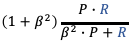 (1 + β²) P · R / β² · P + R